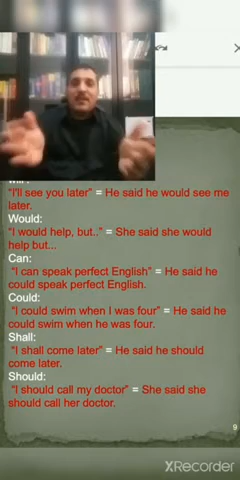 will:
"I'll see you later" = He said he would see me
later.
Would:
"I would help, but.." = She said she would
help but...
Can:
"I can speak perfect English" = He said he
could speak perfect English.
Could:
"I could swim when I was four" = He said he
could swim when he was four.
Shall:
"I shall come later" = He said he should
come later.
Should:
"I should call my doctor" = She said she
should call her doctor.
9
XRecorder